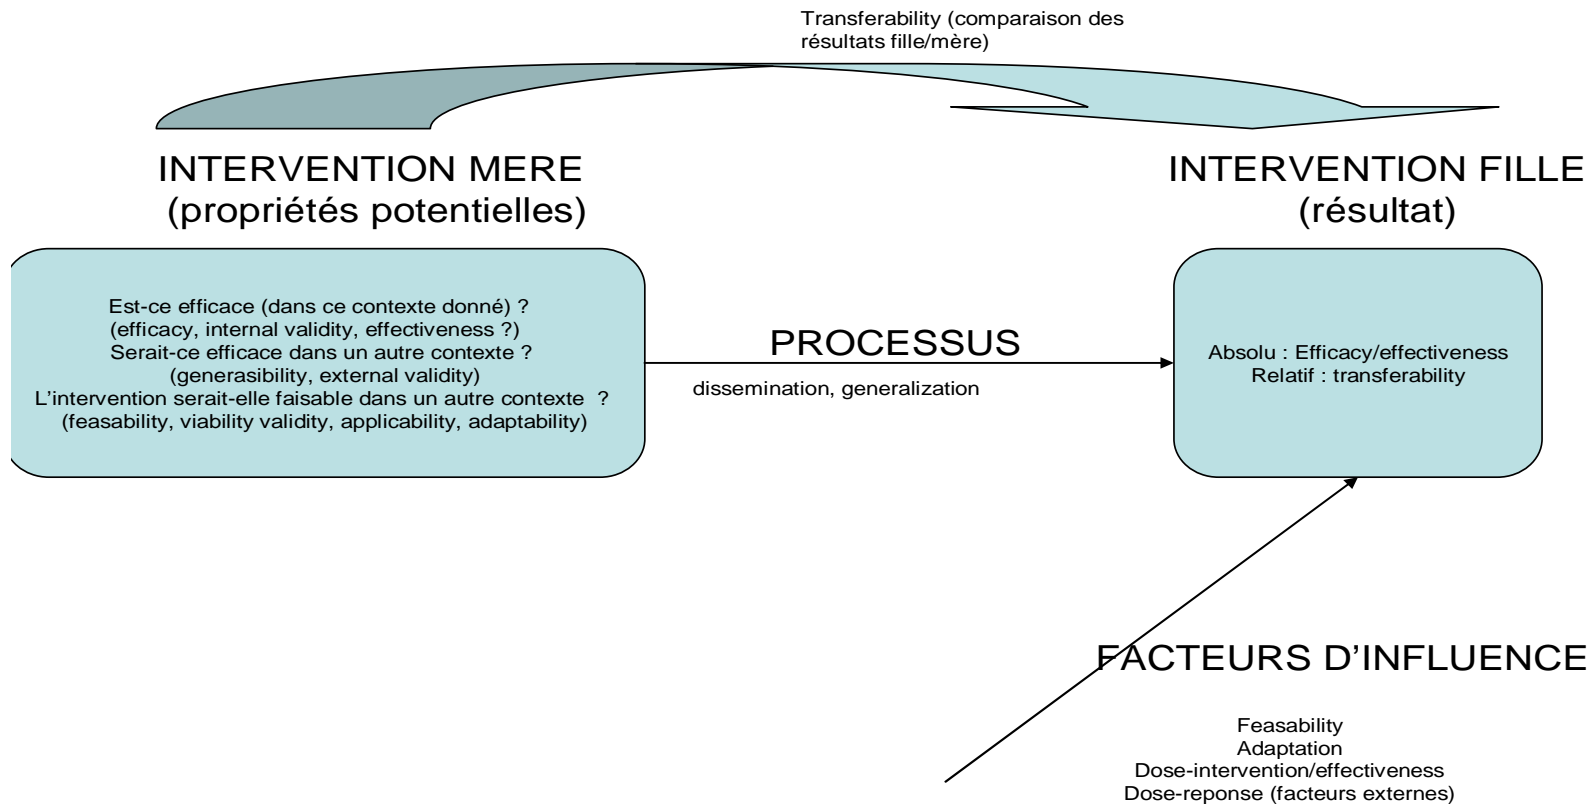 Transferability (comparaison des
résultats fille/mère)
INTERVENTION MERE
(propriétés potentielles)
INTERVENTION FILLE
(résultat)
Est-ce efficace (dans ce contexte donné) ?
(efficacy, internal validity, effectiveness ?)
Serait-ce efficace dans un autre contexte ?
(generasibility, external validity)
L'intervention serait-elle faisable dans un autre contexte ?
(feasability, viability validity, applicability, adaptability)
PROCESSUS
dissemination, generalization
Absolu : Efficacy/effectiveness
Relatif : transferability
FACTEURS D'INFLUENCE
Feasability
Adaptation
Dose-intervention/effectiveness
Dose-reponse (facteurs externes)